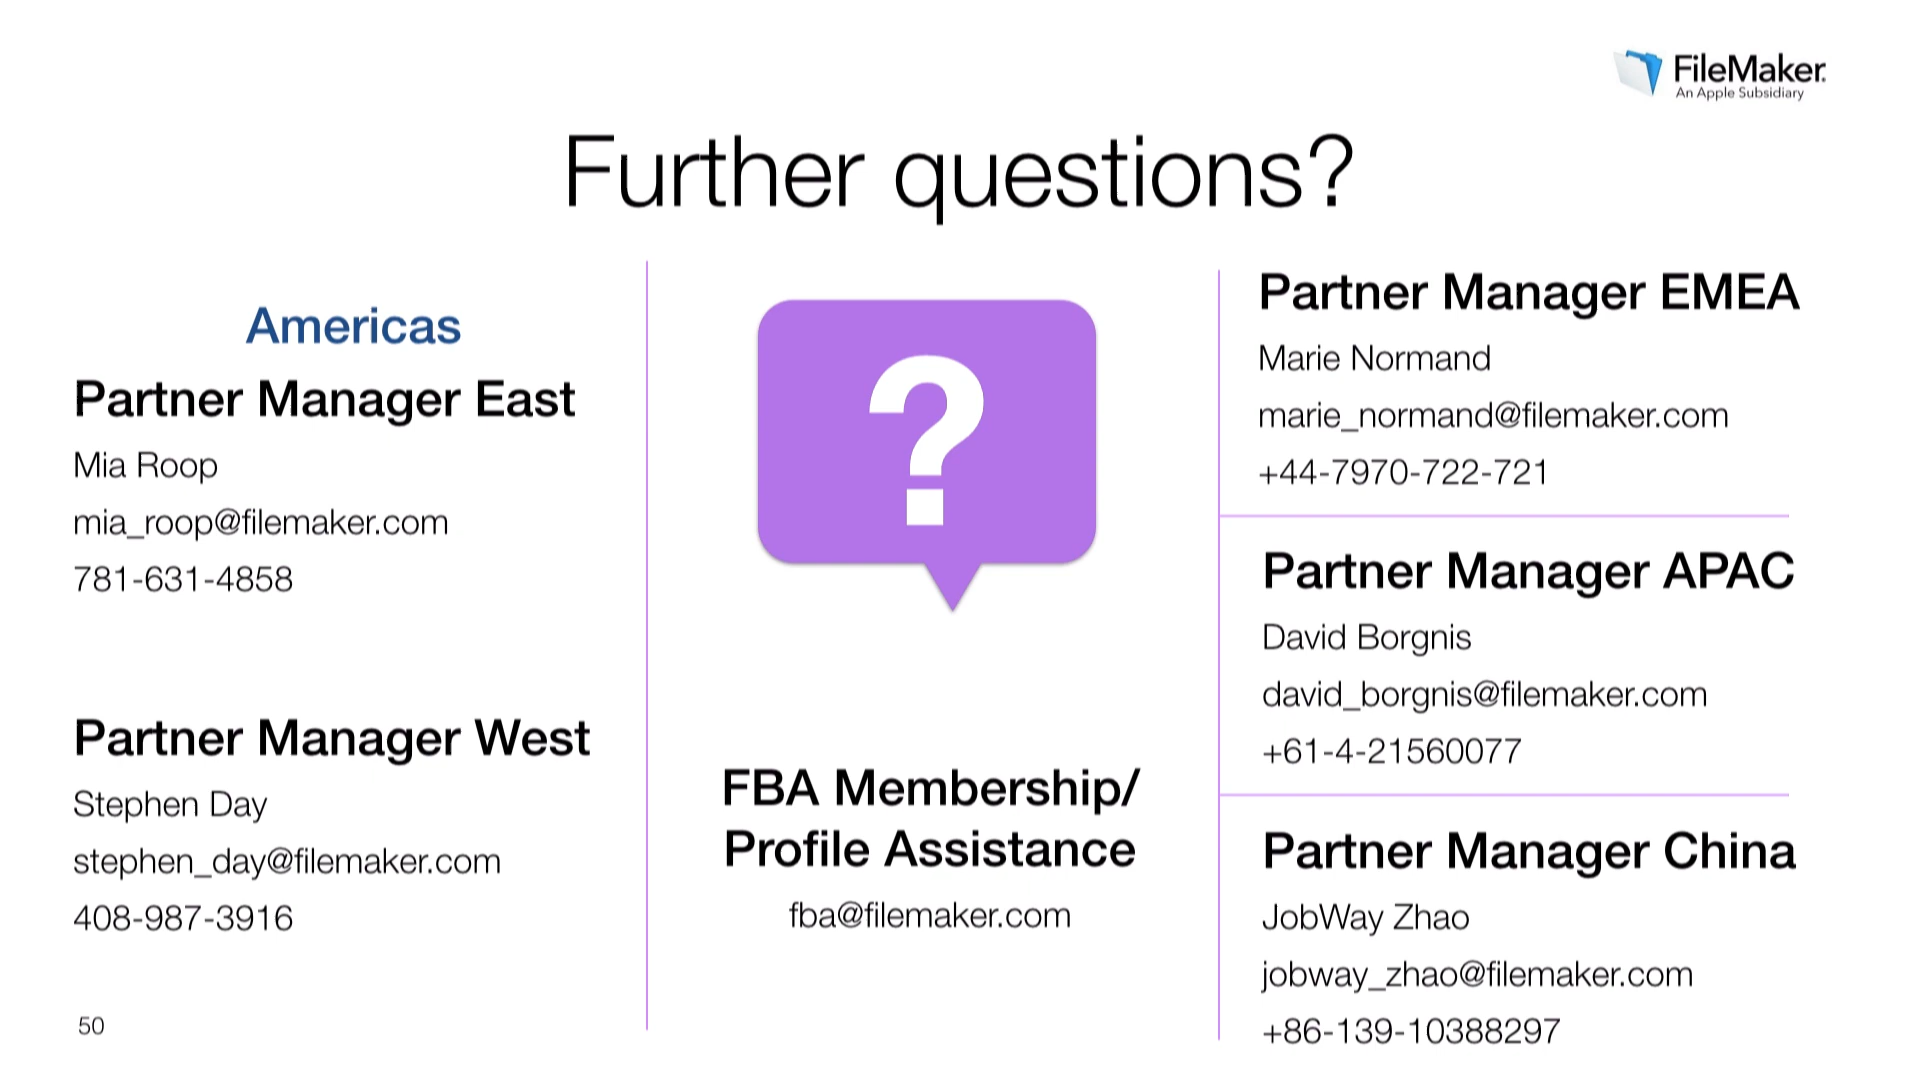 FileMaker
An Apple Subsidiary
Further questions?
Americas
Partner Manager East
Mia Roop
mia_roop@filemaker.com
781-631-4858
Partner Manager West
Stephen Day
stephen_day@filemaker.com
408-987-3916
?
FBA Membership/
Profile Assistance
fba@filemaker.com
Partner Manager EMEA
Marie Normand
marie_normand@filemaker.com
+44-7970-722-721
Partner Manager APAC
David Borgnis
david_borgnis@filemaker.com
+61-4-21560077
Partner Manager China
JobWay Zhao
jobway_zhao@filemaker.com
+86-139-10388297
50